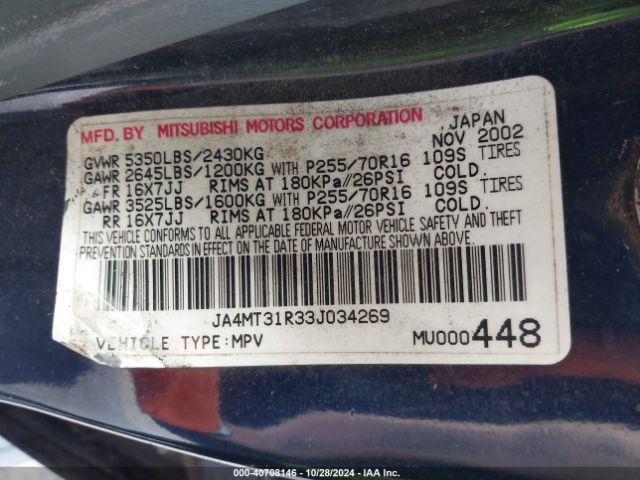 MFD. BY MITSUBISHI MOTORS CORPORATION JAPAN
GVWR 5350LBS/2430KG NOV 2002
GAWR 2645LBS/1200KG WITH P255/70R16 109S TIRES
FR 16X7JJ RIMS AT 180KPa//26PSI COLD.
GAWR 3525LBS/1600KG WITH P255/70R16 109S TIRES
RR 16X7JJ RIMS AT 180KPa//26PSI COLD.
THIS VEHICLE CONFORMS TO ALL APPLICABLE FEDERAL MOTOR VEHICLE SAFETY AND THEFT
PREVENTION STANDARDS IN EFFECT ON THE DATE OF MANUFACTURE SHOWN ABOVE.
JA4MT31R33J034269
VEHICLE TYPE:MPV MU000448
000-40708146 - 10/28/2024 - IAA Inc.